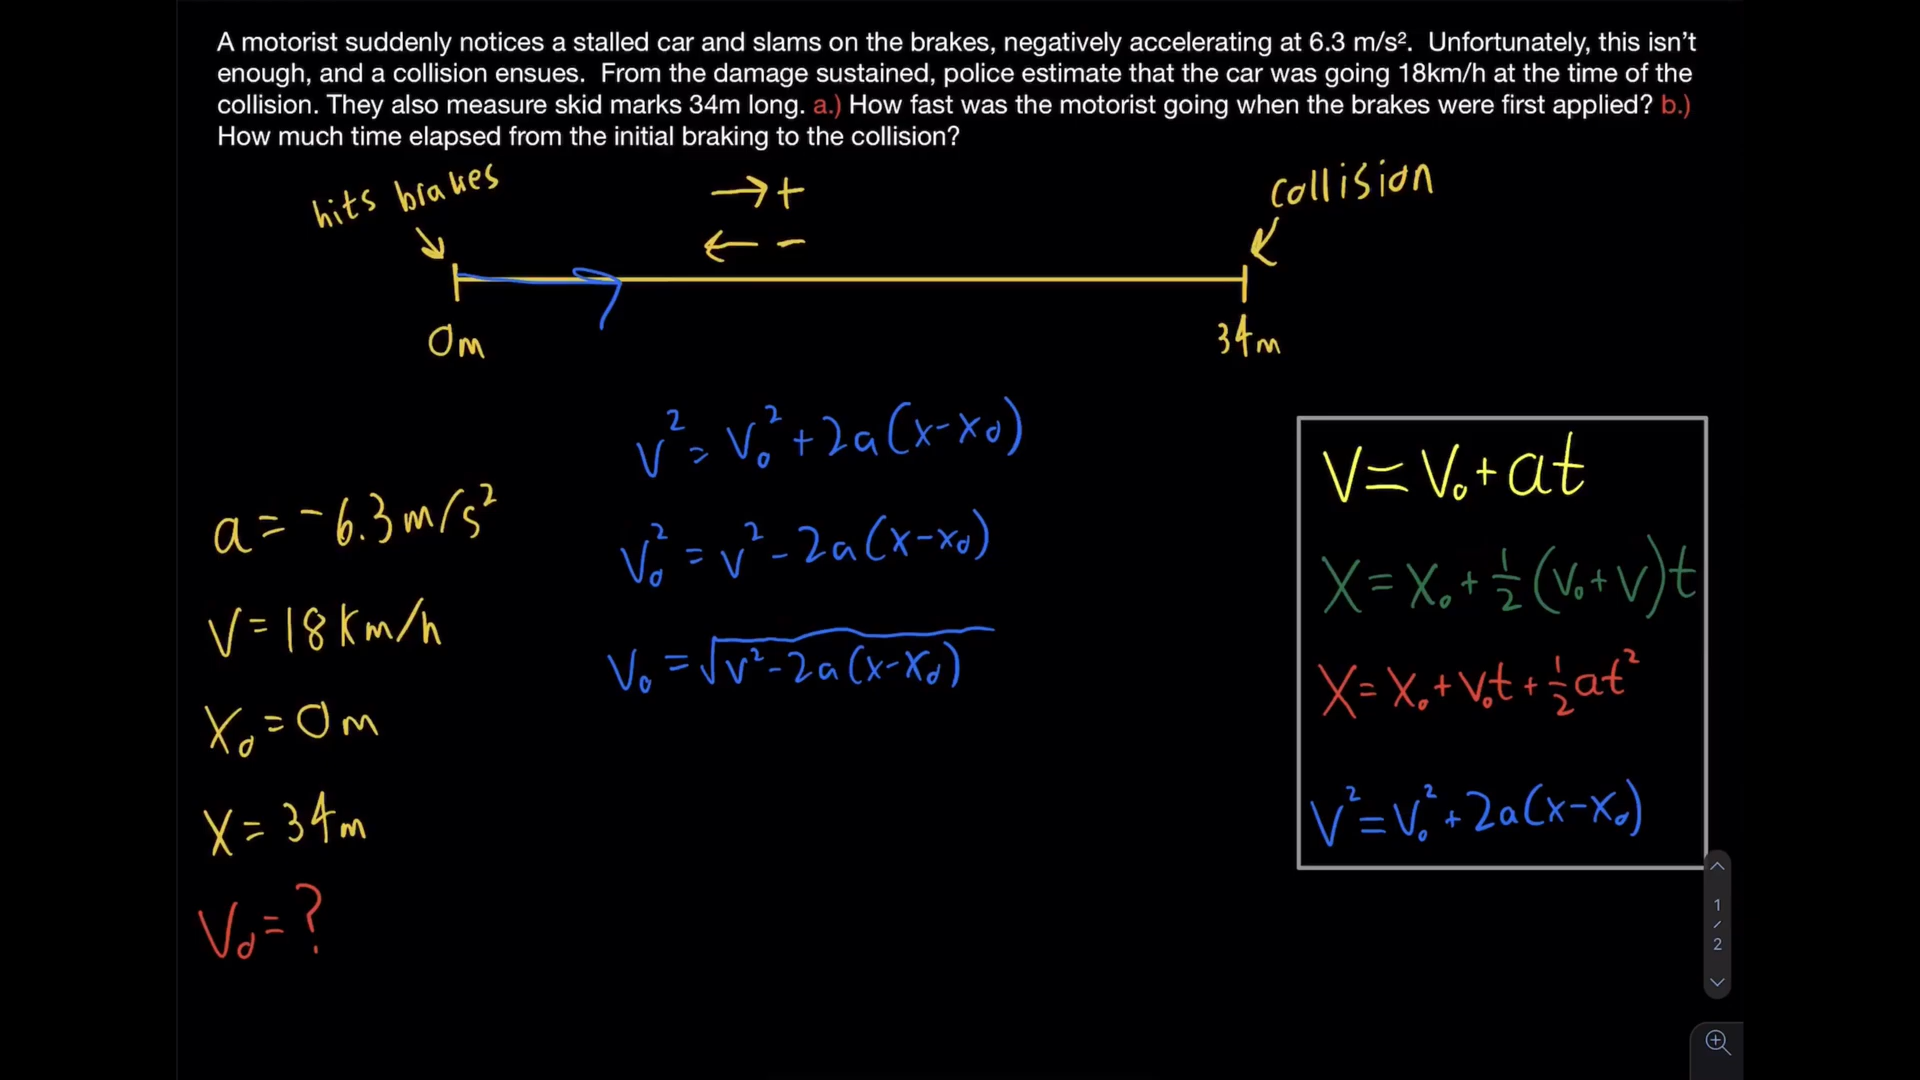 A motorist suddenly notices a stalled car and slams on the brakes, negatively accelerating at 6.3 m/s². Unfortunately, this isn't
enough, and a collision ensues. From the damage sustained, police estimate that the car was going 18km/h at the time of the
collision. They also measure skid marks 34m long. a.) How fast was the motorist going when the brakes were first applied? b.)
How much time elapsed from the initial braking to the collision?
hits brakes
→ +
← -
collision
0m
34m
a = -6.3 m/s²
v = 18 km/h
x₀ = 0 m
x = 34 m
v₀ = ?
v² = v₀² + 2a(x-x₀)
v₀² = v² - 2a(x-x₀)
v₀ = √v² - 2a(x-x₀)
v = v₀ + at
x = x₀ + ½(v₀ + v)t
x = x₀ + v₀t + ½at²
v² = v₀² + 2a(x-x₀)
1
/
2